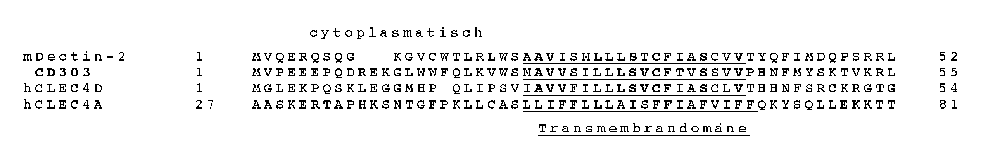 cytoplasmatisch
mDectin-2 1 MVQERQSQG   KGVCWTLRLWSAAVISMLLLSTCFIASCVVTYQFIMDQPSRRL 52
CD303 1 MVPEEEPQDREKGLWWFQLKVWSMAVVSILLLSVCFTVSSVVPHNFMYSKTVKRL 55
hCLEC4D 1 MGLEKPQSKLEGGMHP QLIPSVIAVVFILLLSVCFIASCLVTHHNFSRCKRGTG 54
hCLEC4A 27 AASKERTAPHKSNTGFPKLLCASLLIFFLLLAISFFIAFVIFFQKYSQLLEKKTT 81
Transmembrandomäne